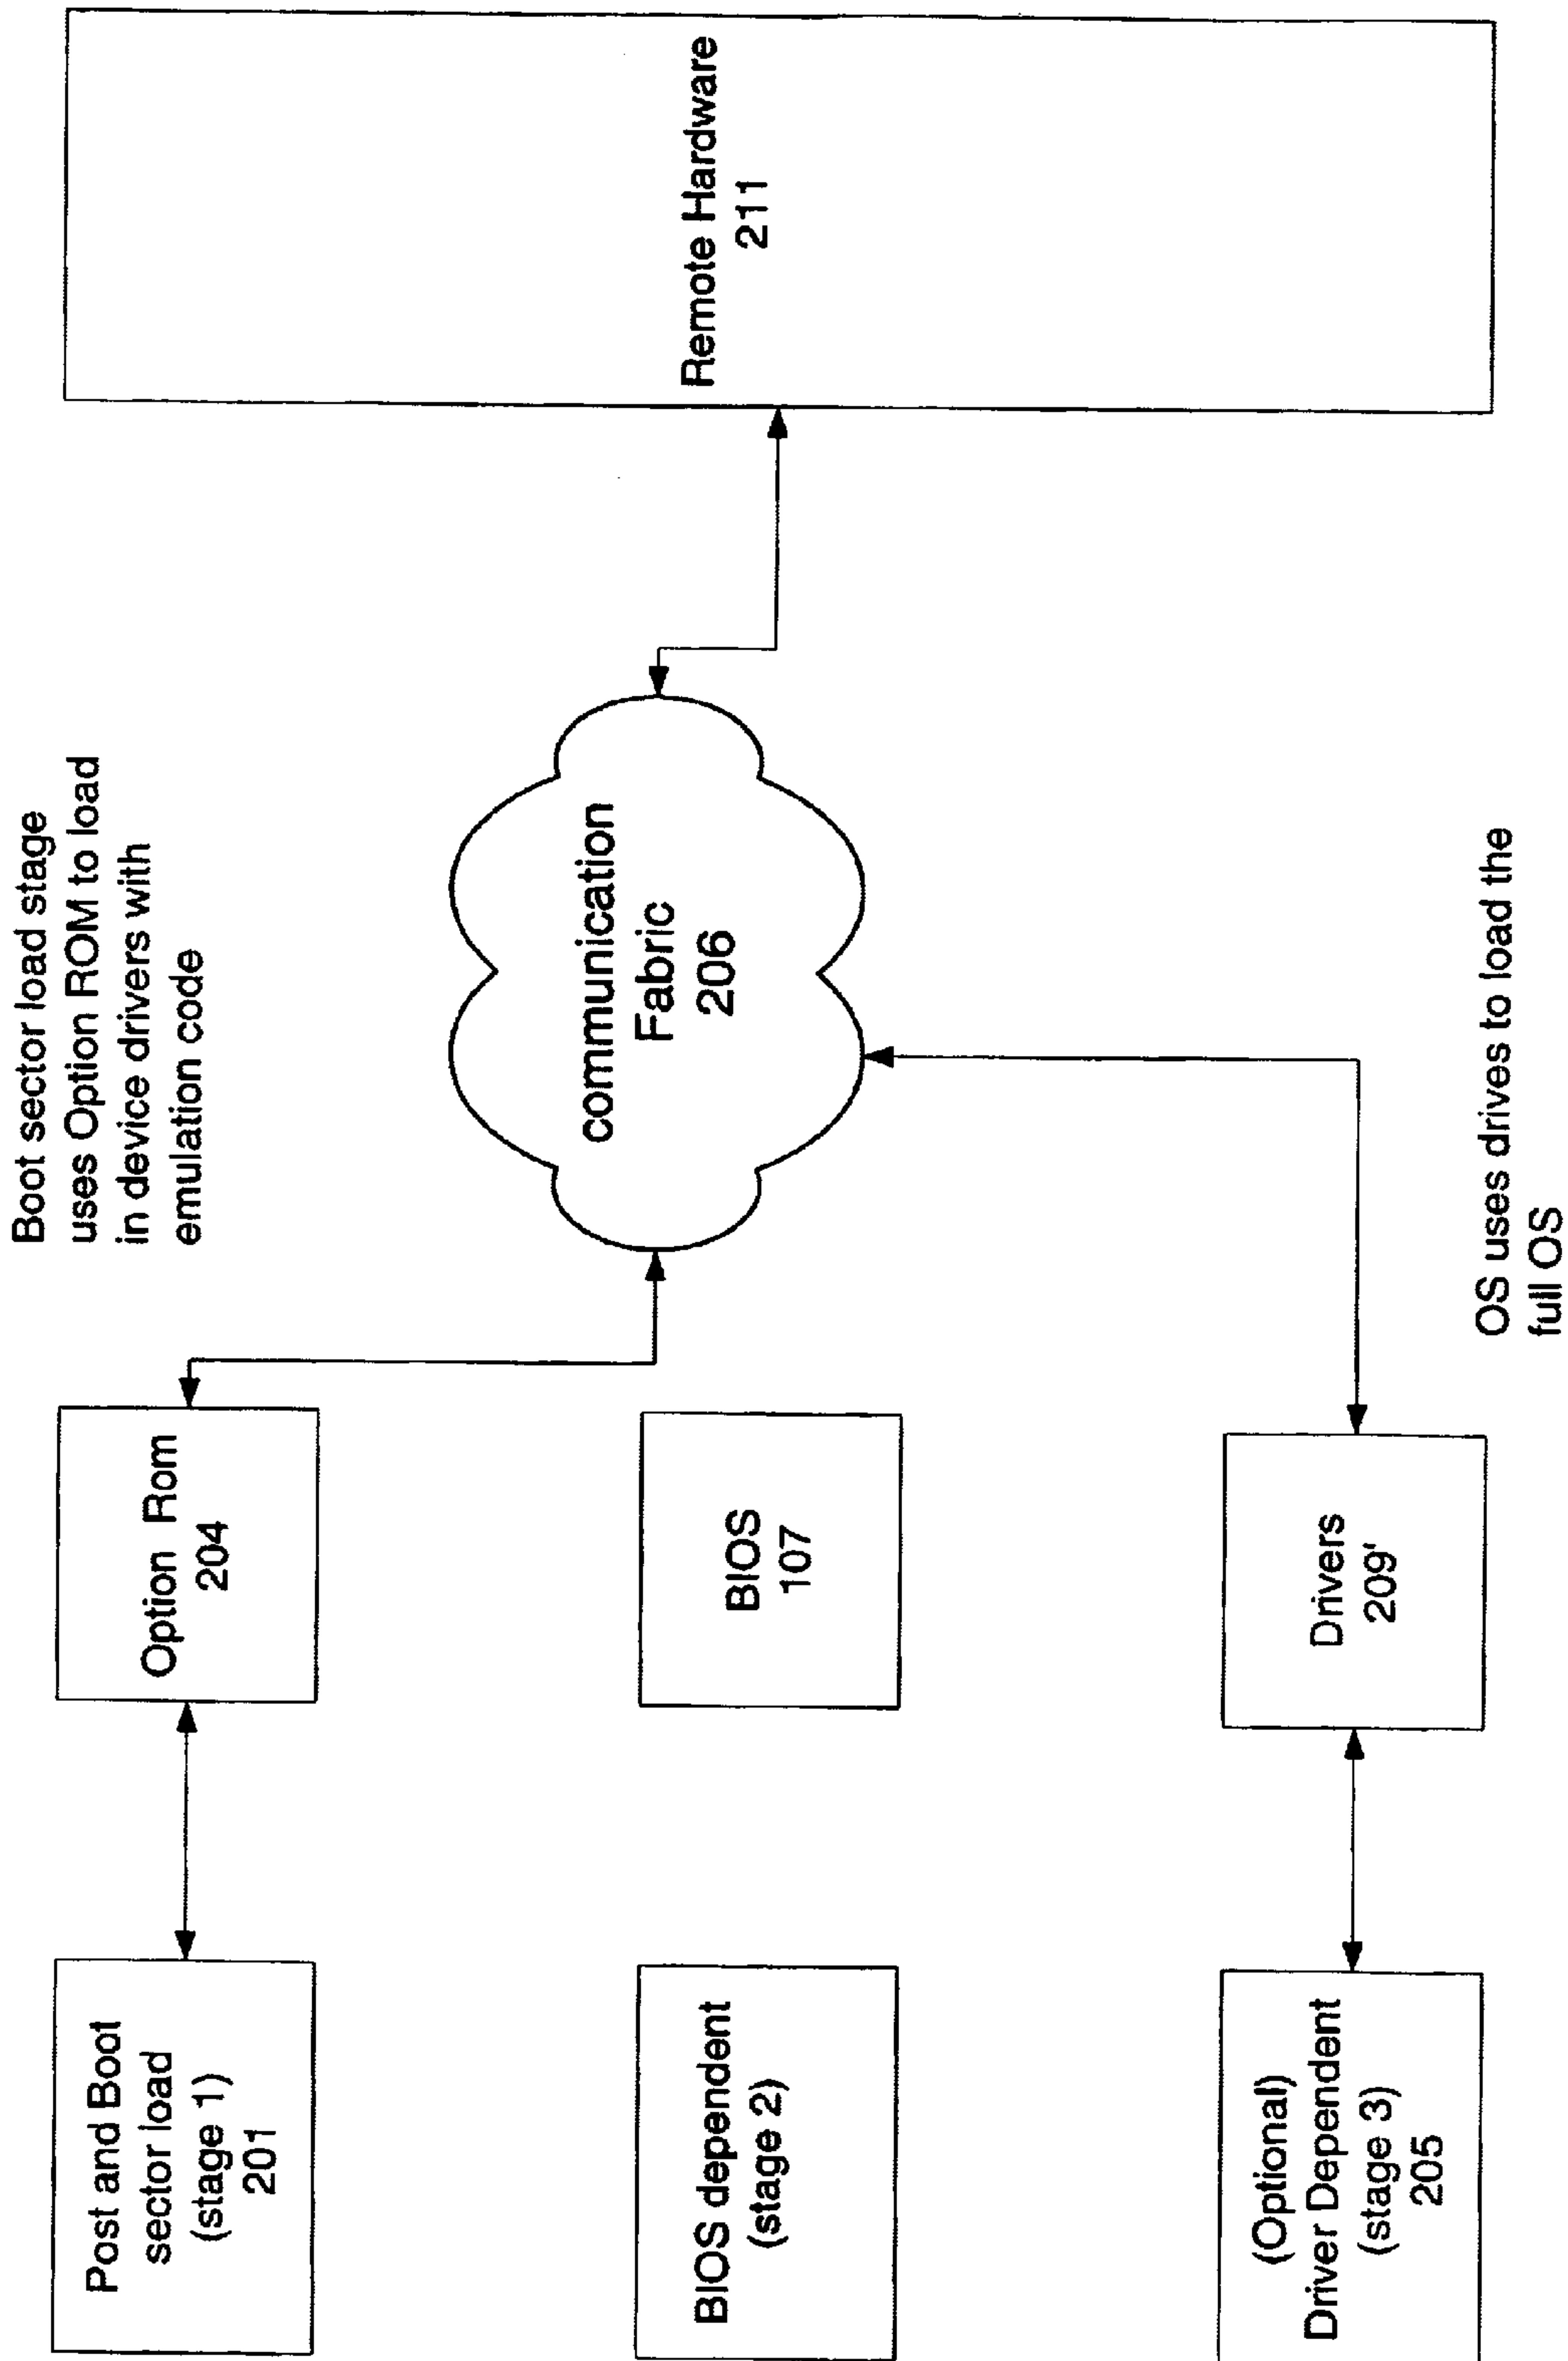 Post and Boot
sector load
(stage 1)
201
Option Rom
204
Boot sector load stage
uses Option ROM to load
in device drivers with
emulation code
BIOS dependent
(stage 2)
BIOS
107
communication
Fabric
206
Remote Hardware
211
(Optional)
Driver Dependent
(stage 3)
205
Drivers
209'
OS uses drives to load the
full OS